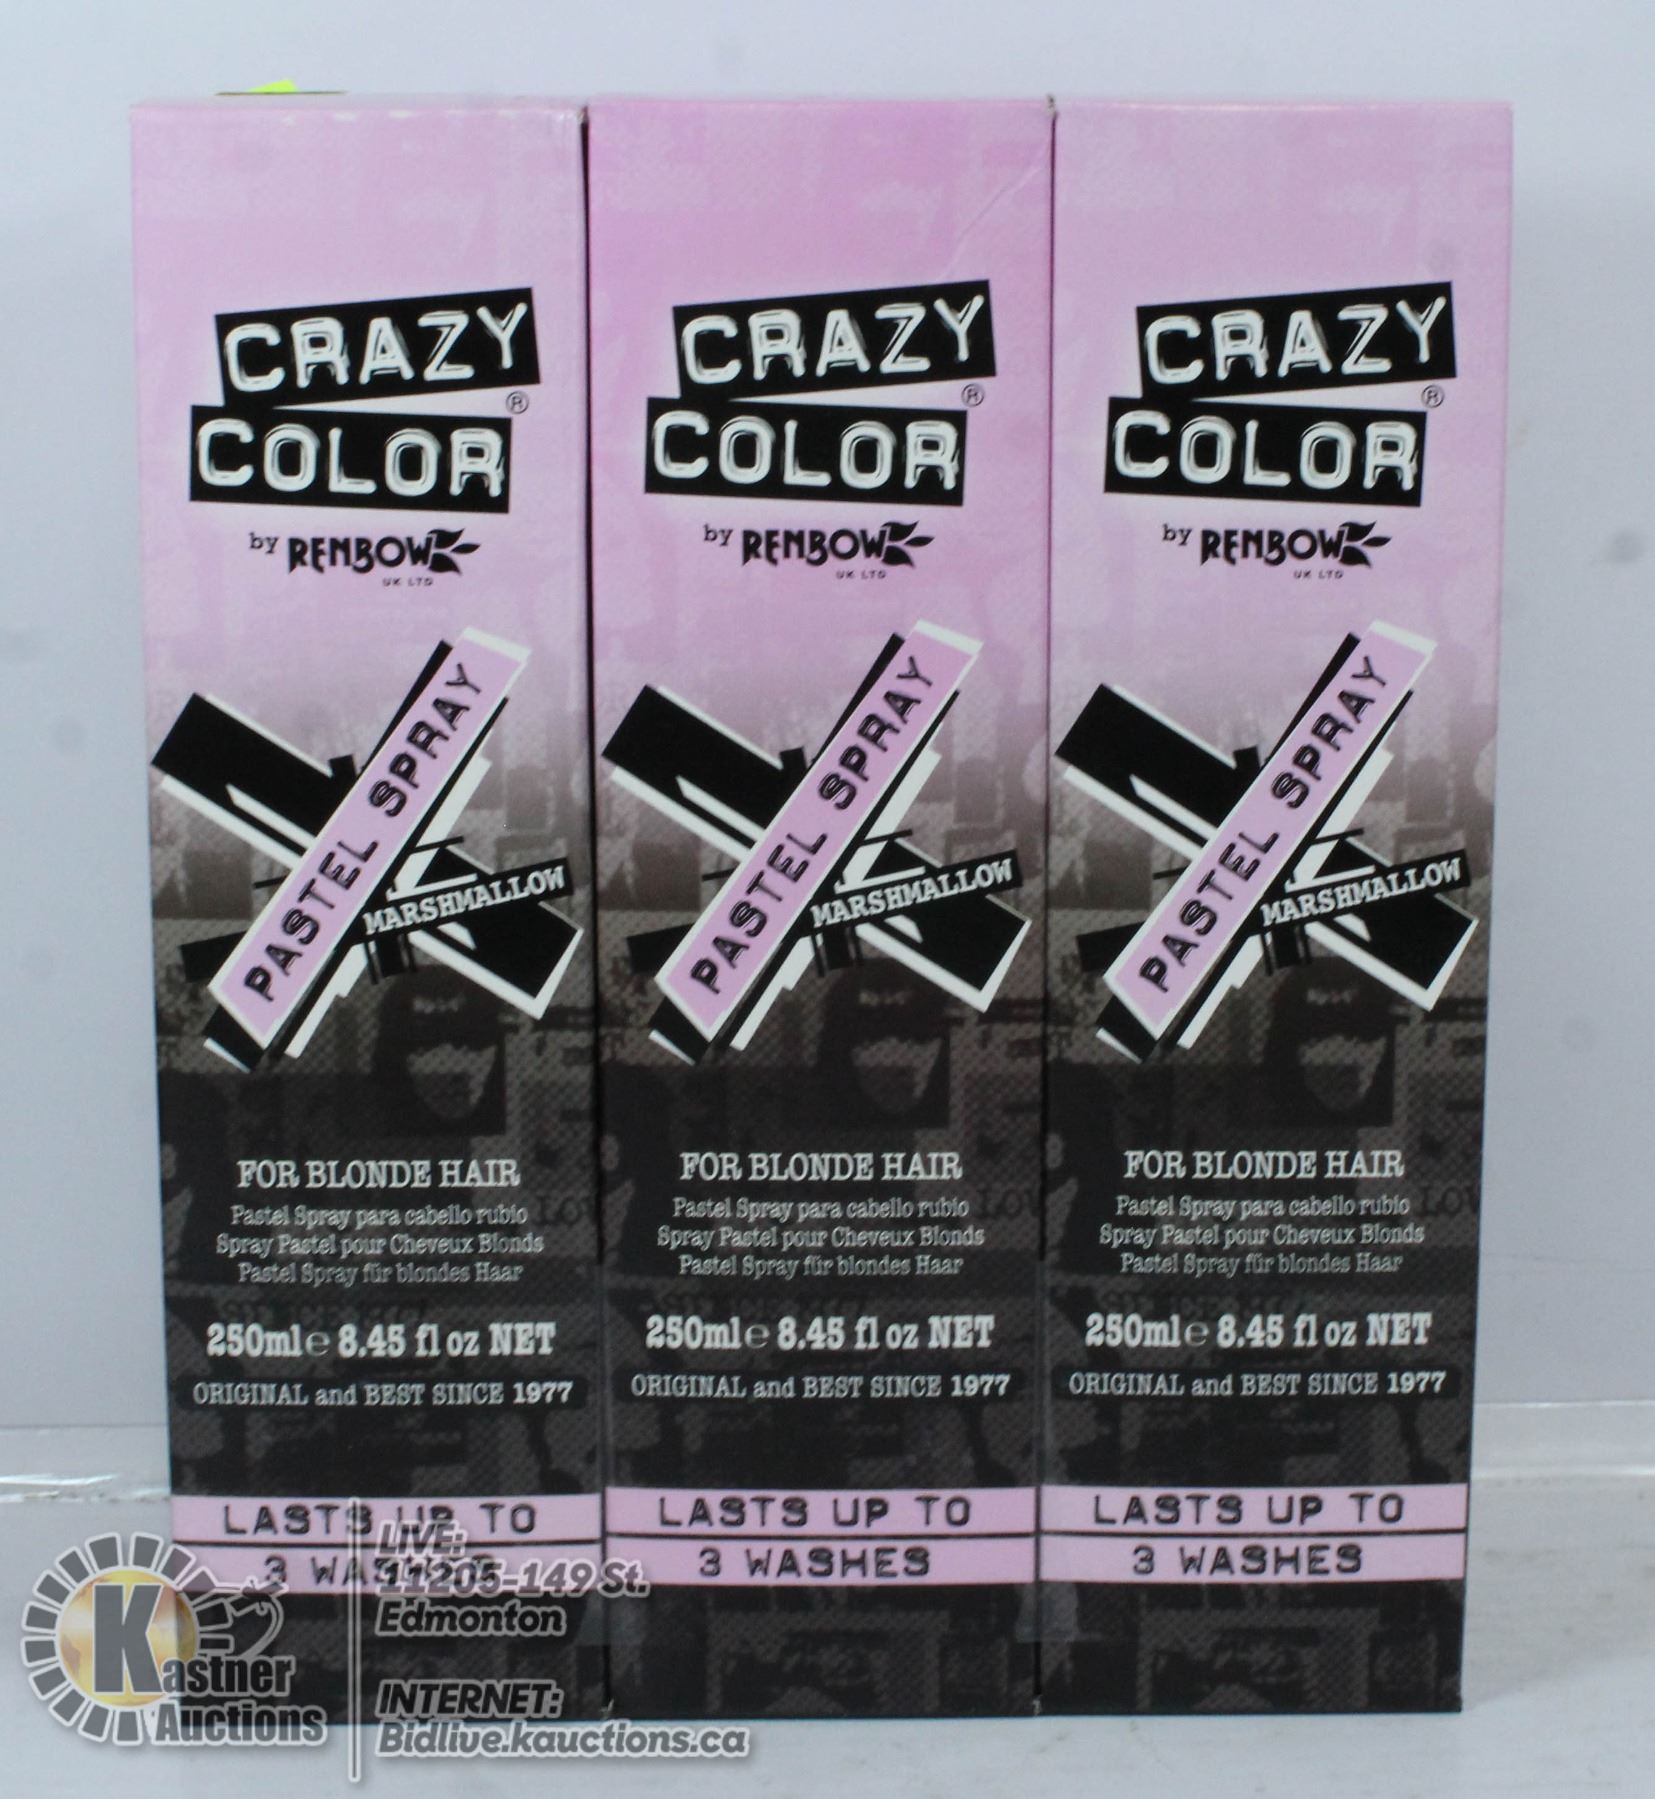 CRAZY
COLOR®
by RENBOW
UK LTD
PASTEL SPRAY
MARSHMALLOW
FOR BLONDE HAIR
Pastel Spray para cabello rubio
Spray Pastel pour Cheveux Blonds
Pastel Spray für blondes Haar
250ml e 8.45 fl oz NET
ORIGINAL and BEST SINCE 1977
LASTS UP TO
3 WASHES
CRAZY
COLOR®
by RENBOW
UK LTD
PASTEL SPRAY
MARSHMALLOW
FOR BLONDE HAIR
Pastel Spray para cabello rubio
Spray Pastel pour Cheveux Blonds
Pastel Spray für blondes Haar
250ml e 8.45 fl oz NET
ORIGINAL and BEST SINCE 1977
LASTS UP TO
3 WASHES
CRAZY
COLOR®
by RENBOW
UK LTD
PASTEL SPRAY
MARSHMALLOW
FOR BLONDE HAIR
Pastel Spray para cabello rubio
Spray Pastel pour Cheveux Blonds
Pastel Spray für blondes Haar
250ml e 8.45 fl oz NET
ORIGINAL and BEST SINCE 1977
LASTS UP TO
3 WASHES
Kastner
Auctions
LIVE:
11205-149 St.
Edmonton
INTERNET:
Bidlive.kauctions.ca